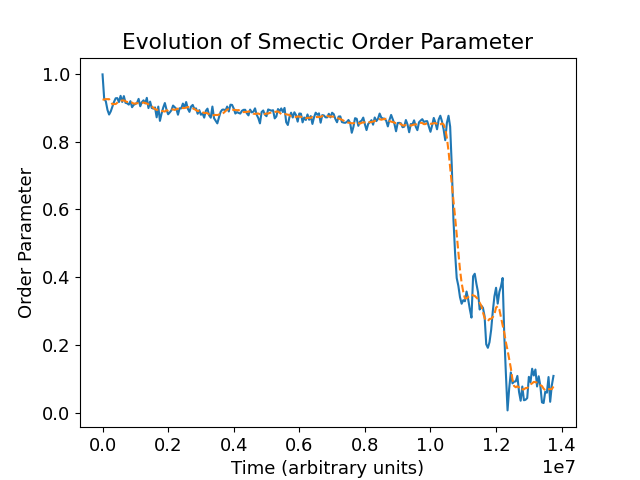 Evolution of Smectic Order Parameter
1.0
0.8
0.6
0.4
0.2
0.0
Order Parameter
0.0 0.2 0.4 0.6 0.8 1.0 1.2 1.4
1e7
Time (arbitrary units)